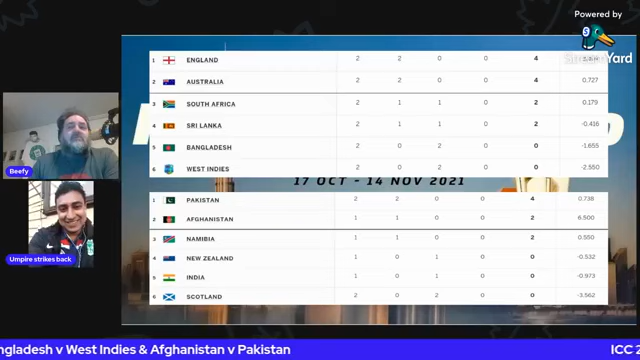 Powered by
StreamYard
1 ENGLAND 2 2 0 0 4
2 AUSTRALIA 2 2 0 0 4 0.727
3 SOUTH AFRICA 2 1 1 0 2 0.179
4 SRI LANKA 2 1 1 0 2 -0.416
5 BANGLADESH 2 0 2 0 0 -1.655
6 WEST INDIES 2 0 2 0 0 -2.550
17 OCT - 14 NOV 2021
1 PAKISTAN 2 2 0 0 4 0.738
2 AFGHANISTAN 1 1 0 0 2 6.500
3 NAMIBIA 1 1 0 0 2 0.550
4 NEW ZEALAND 1 0 1 0 0 -0.532
5 INDIA 1 0 1 0 0 -0.973
6 SCOTLAND 2 0 2 0 0 -3.562
Beefy
Umpire strikes back
ngladesh v West Indies & Afghanistan v Pakistan
ICC 2